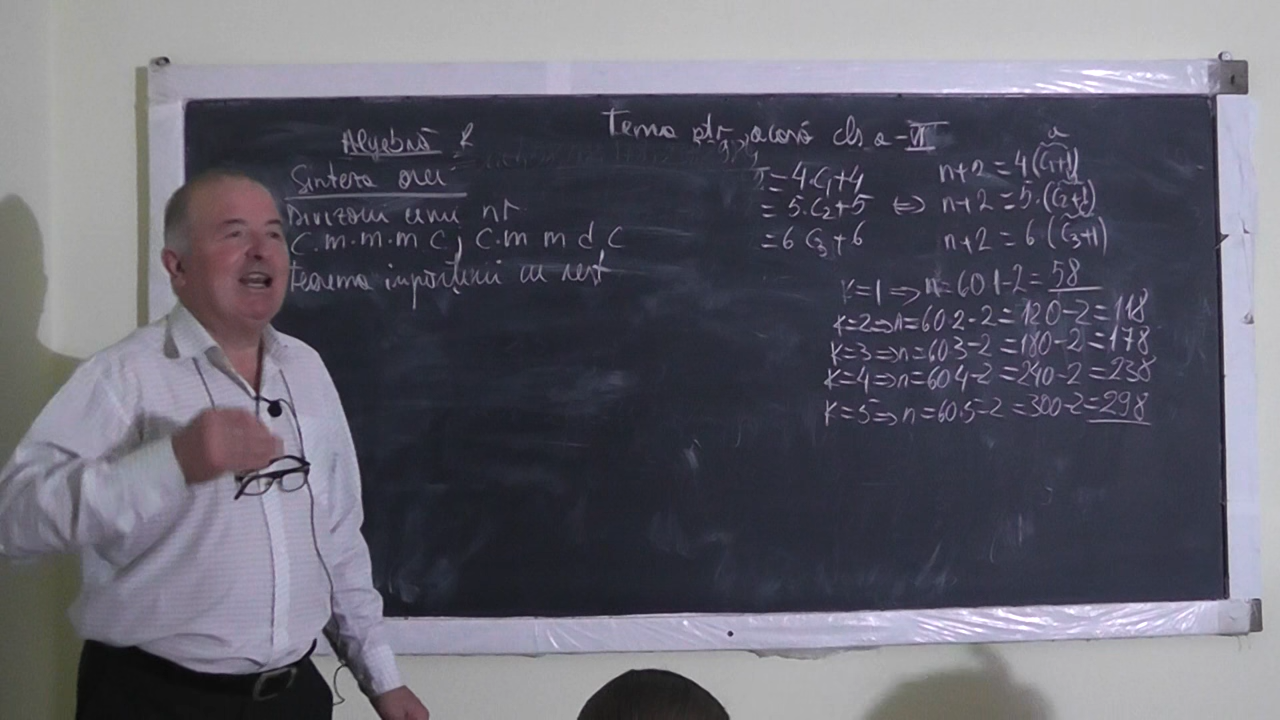 Algebră
Sinteza orei
Divizorii unui nr
C.m.m.m c ; C.m m d c
Teorema împărțirii cu rest
Tema ptr acasă cls a-VI
= 4.C₁+4
= 5.C₂+5 ⇔
= 6 C₃+6
a
n+2 = 4(C₁+1)
n+2 = 5.(C₂+1)
n+2 = 6 (C₃+1)
K=1 ⇒ n=60 1-2 = 58
K=2 ⇒ n=60 2-2 = 120-2 = 118
K=3 ⇒ n=60 3-2 = 180-2 = 178
K=4 ⇒ n=60 4-2 = 240-2 = 238
K=5 ⇒ n=60.5-2 = 300-2 = 298